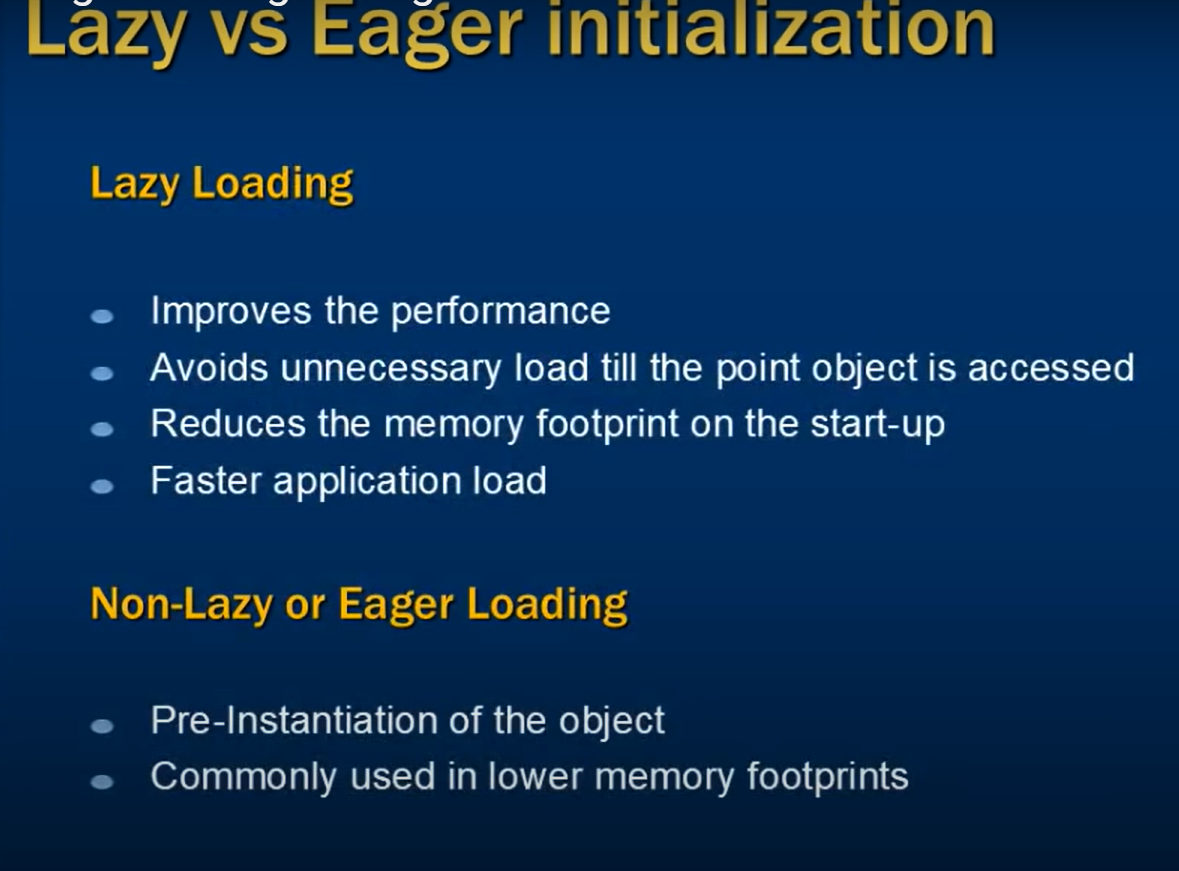 Lazy vs Eager initialization
Lazy Loading
Improves the performance
Avoids unnecessary load till the point object is accessed
Reduces the memory footprint on the start-up
Faster application load
Non-Lazy or Eager Loading
Pre-Instantiation of the object
Commonly used in lower memory footprints